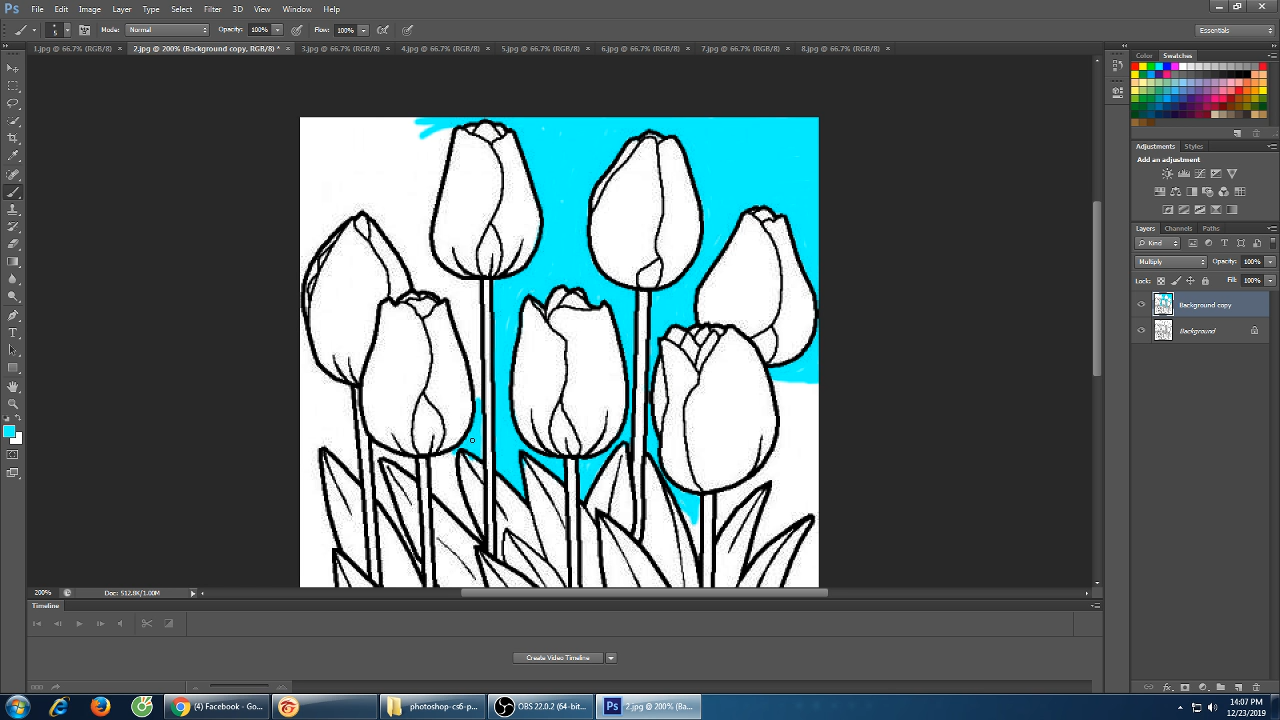 Ps File Edit Image Layer Type Select Filter 3D View Window Help
5 Mode: Normal Opacity: 100% Flow: 100% Essentials
1.jpg @ 66.7% (RGB/8) × 2.jpg @ 200% (Background copy, RGB/8) * × 3.jpg @ 66.7% (RGB/8) × 4.jpg @ 66.7% (RGB/8) × 5.jpg @ 66.7% (RGB/8) × 6.jpg @ 66.7% (RGB/8) × 7.jpg @ 66.7% (RGB/8) × 8.jpg @ 66.7% (RGB/8) ×
Color Swatches
Adjustments Styles
Add an adjustment
Layers Channels Paths
Kind
Multiply Opacity: 100%
Lock: Fill: 100%
Background copy
Background
200% Doc: 512.8K/1.00M
Timeline
Create Video Timeline
(4) Facebook - Go... photoshop-cs6-p... OBS 22.0.2 (64-bit... Ps 2.jpg @ 200% (Ba...
14:07 PM
12/23/2019